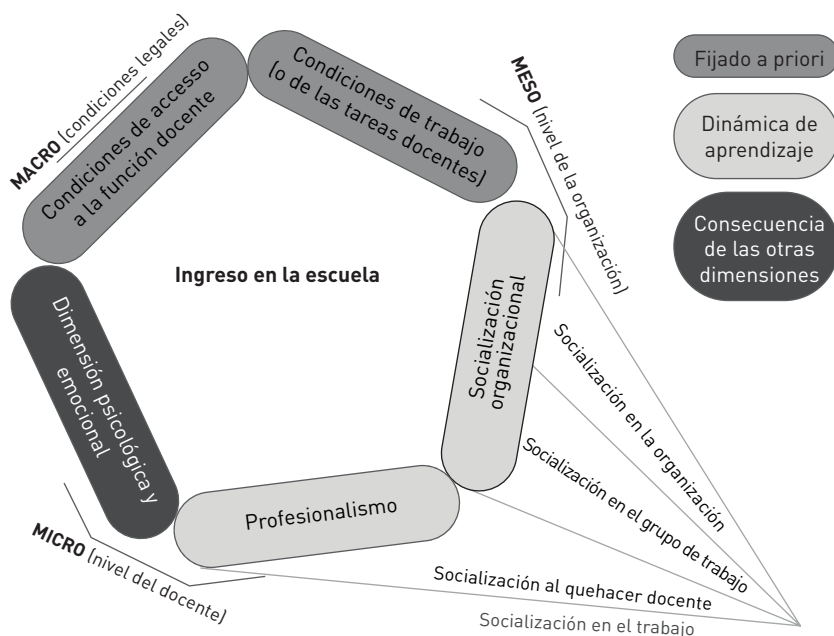 MACRO (condiciones legales)
Condiciones de acceso
a la función docente
Condiciones de trabajo
(o de las tareas docentes)
MESO (nivel de la organización)
Fijado a priori
Dinámica de
aprendizaje
Consecuencia
de las otras
dimensiones
Ingreso en la escuela
Dimensión psicológica y
emocional
Socialización
organizacional
Profesionalismo
MICRO (nivel del docente)
Socialización en la organización
Socialización en el grupo de trabajo
Socialización al quehacer docente
Socialización en el trabajo